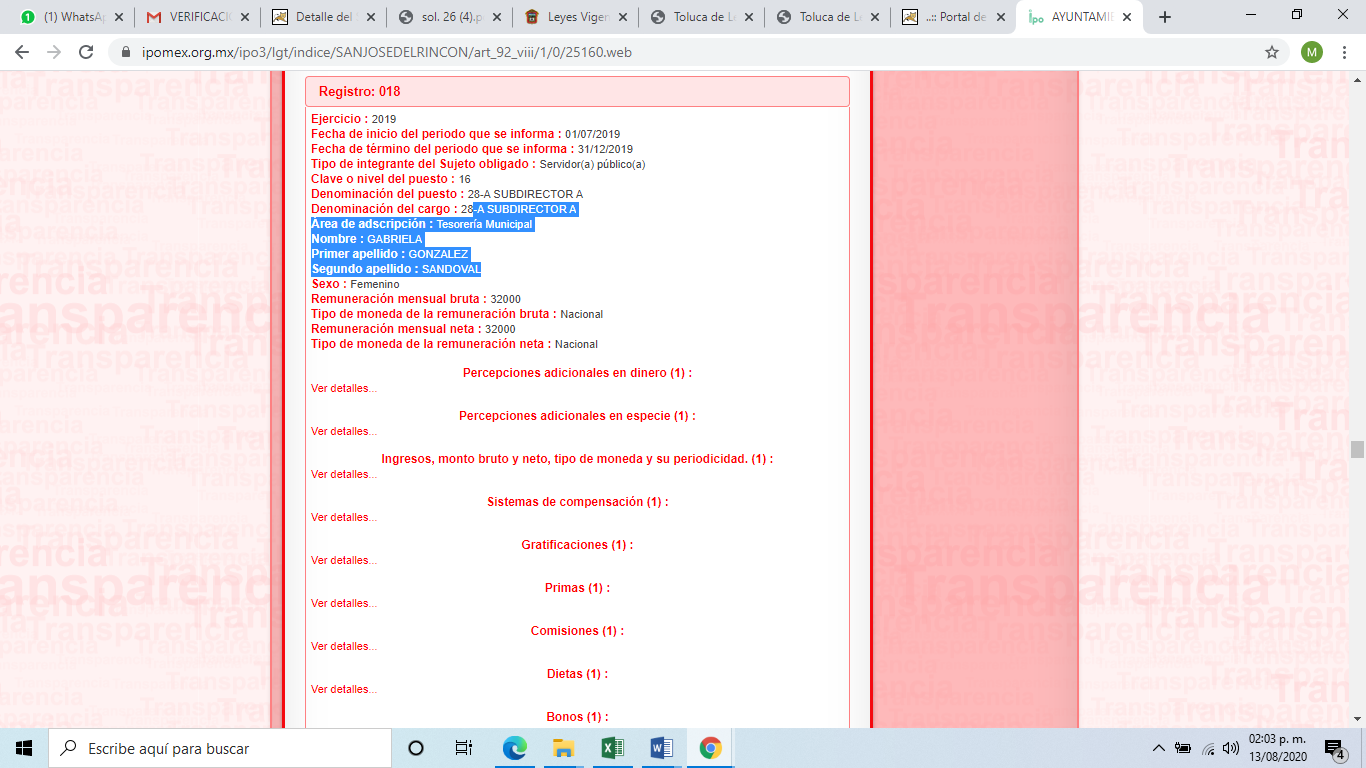 (1) WhatsAp
VERIFICACIO
Detalle del S
sol. 26 (4).p
Leyes Vigen
Toluca de Le
Toluca de Le
..:: Portal de
AYUNTAMIE
ipomex.org.mx/ipo3/lgt/indice/SANJOSEDELRINCON/art_92_viii/1/0/25160.web
M
Registro: 018
Ejercicio : 2019
Fecha de inicio del periodo que se informa : 01/07/2019
Fecha de término del periodo que se informa : 31/12/2019
Tipo de integrante del Sujeto obligado : Servidor(a) público(a)
Clave o nivel del puesto : 16
Denominación del puesto : 28-A SUBDIRECTOR A
Denominación del cargo : 28-A SUBDIRECTOR A
Área de adscripción : Tesorería Municipal
Nombre : GABRIELA
Primer apellido : GONZALEZ
Segundo apellido : SANDOVAL
Sexo : Femenino
Remuneración mensual bruta : 32000
Tipo de moneda de la remuneración bruta : Nacional
Remuneración mensual neta : 32000
Tipo de moneda de la remuneración neta : Nacional
Percepciones adicionales en dinero (1) :
Ver detalles...
Percepciones adicionales en especie (1) :
Ver detalles...
Ingresos, monto bruto y neto, tipo de moneda y su periodicidad. (1) :
Ver detalles...
Sistemas de compensación (1) :
Ver detalles...
Gratificaciones (1) :
Ver detalles...
Primas (1) :
Ver detalles...
Comisiones (1) :
Ver detalles...
Dietas (1) :
Ver detalles...
Bonos (1) :
Escribe aquí para buscar
02:03 p. m.
13/08/2020
4